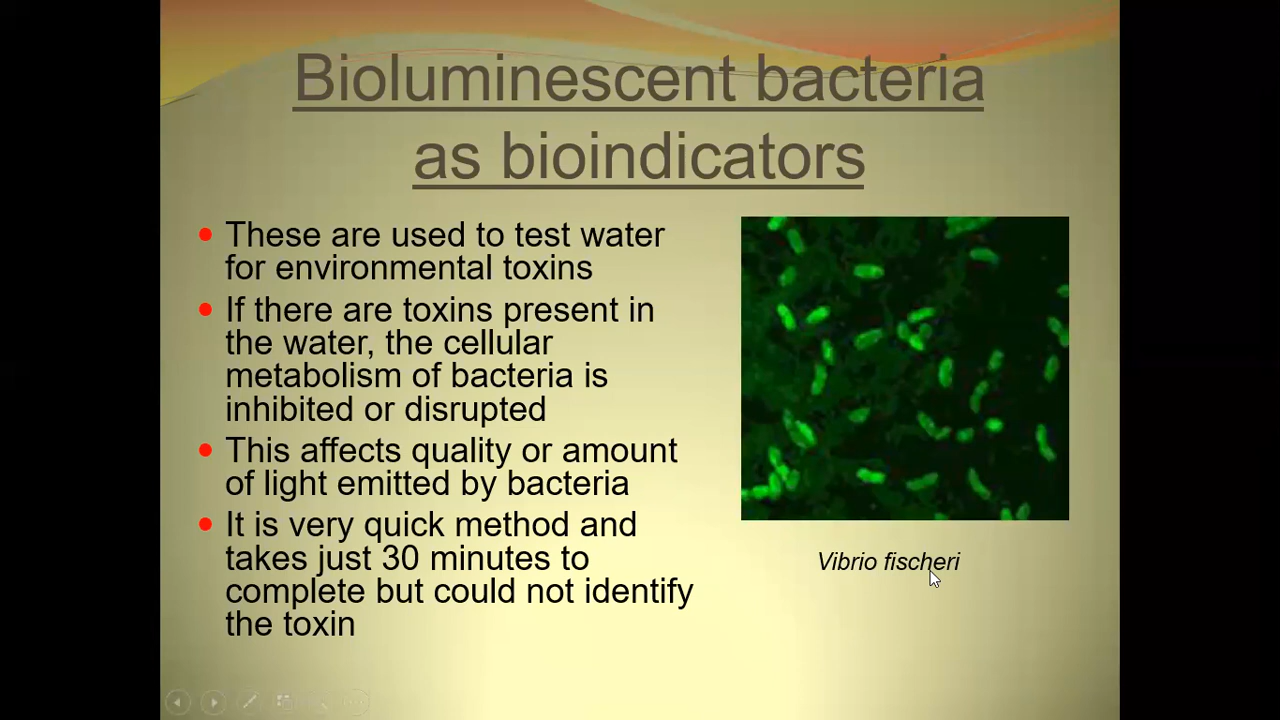 Bioluminescent bacteria
as bioindicators
These are used to test water
for environmental toxins
If there are toxins present in
the water, the cellular
metabolism of bacteria is
inhibited or disrupted
This affects quality or amount
of light emitted by bacteria
It is very quick method and
takes just 30 minutes to
complete but could not identify
the toxin
Vibrio fischeri